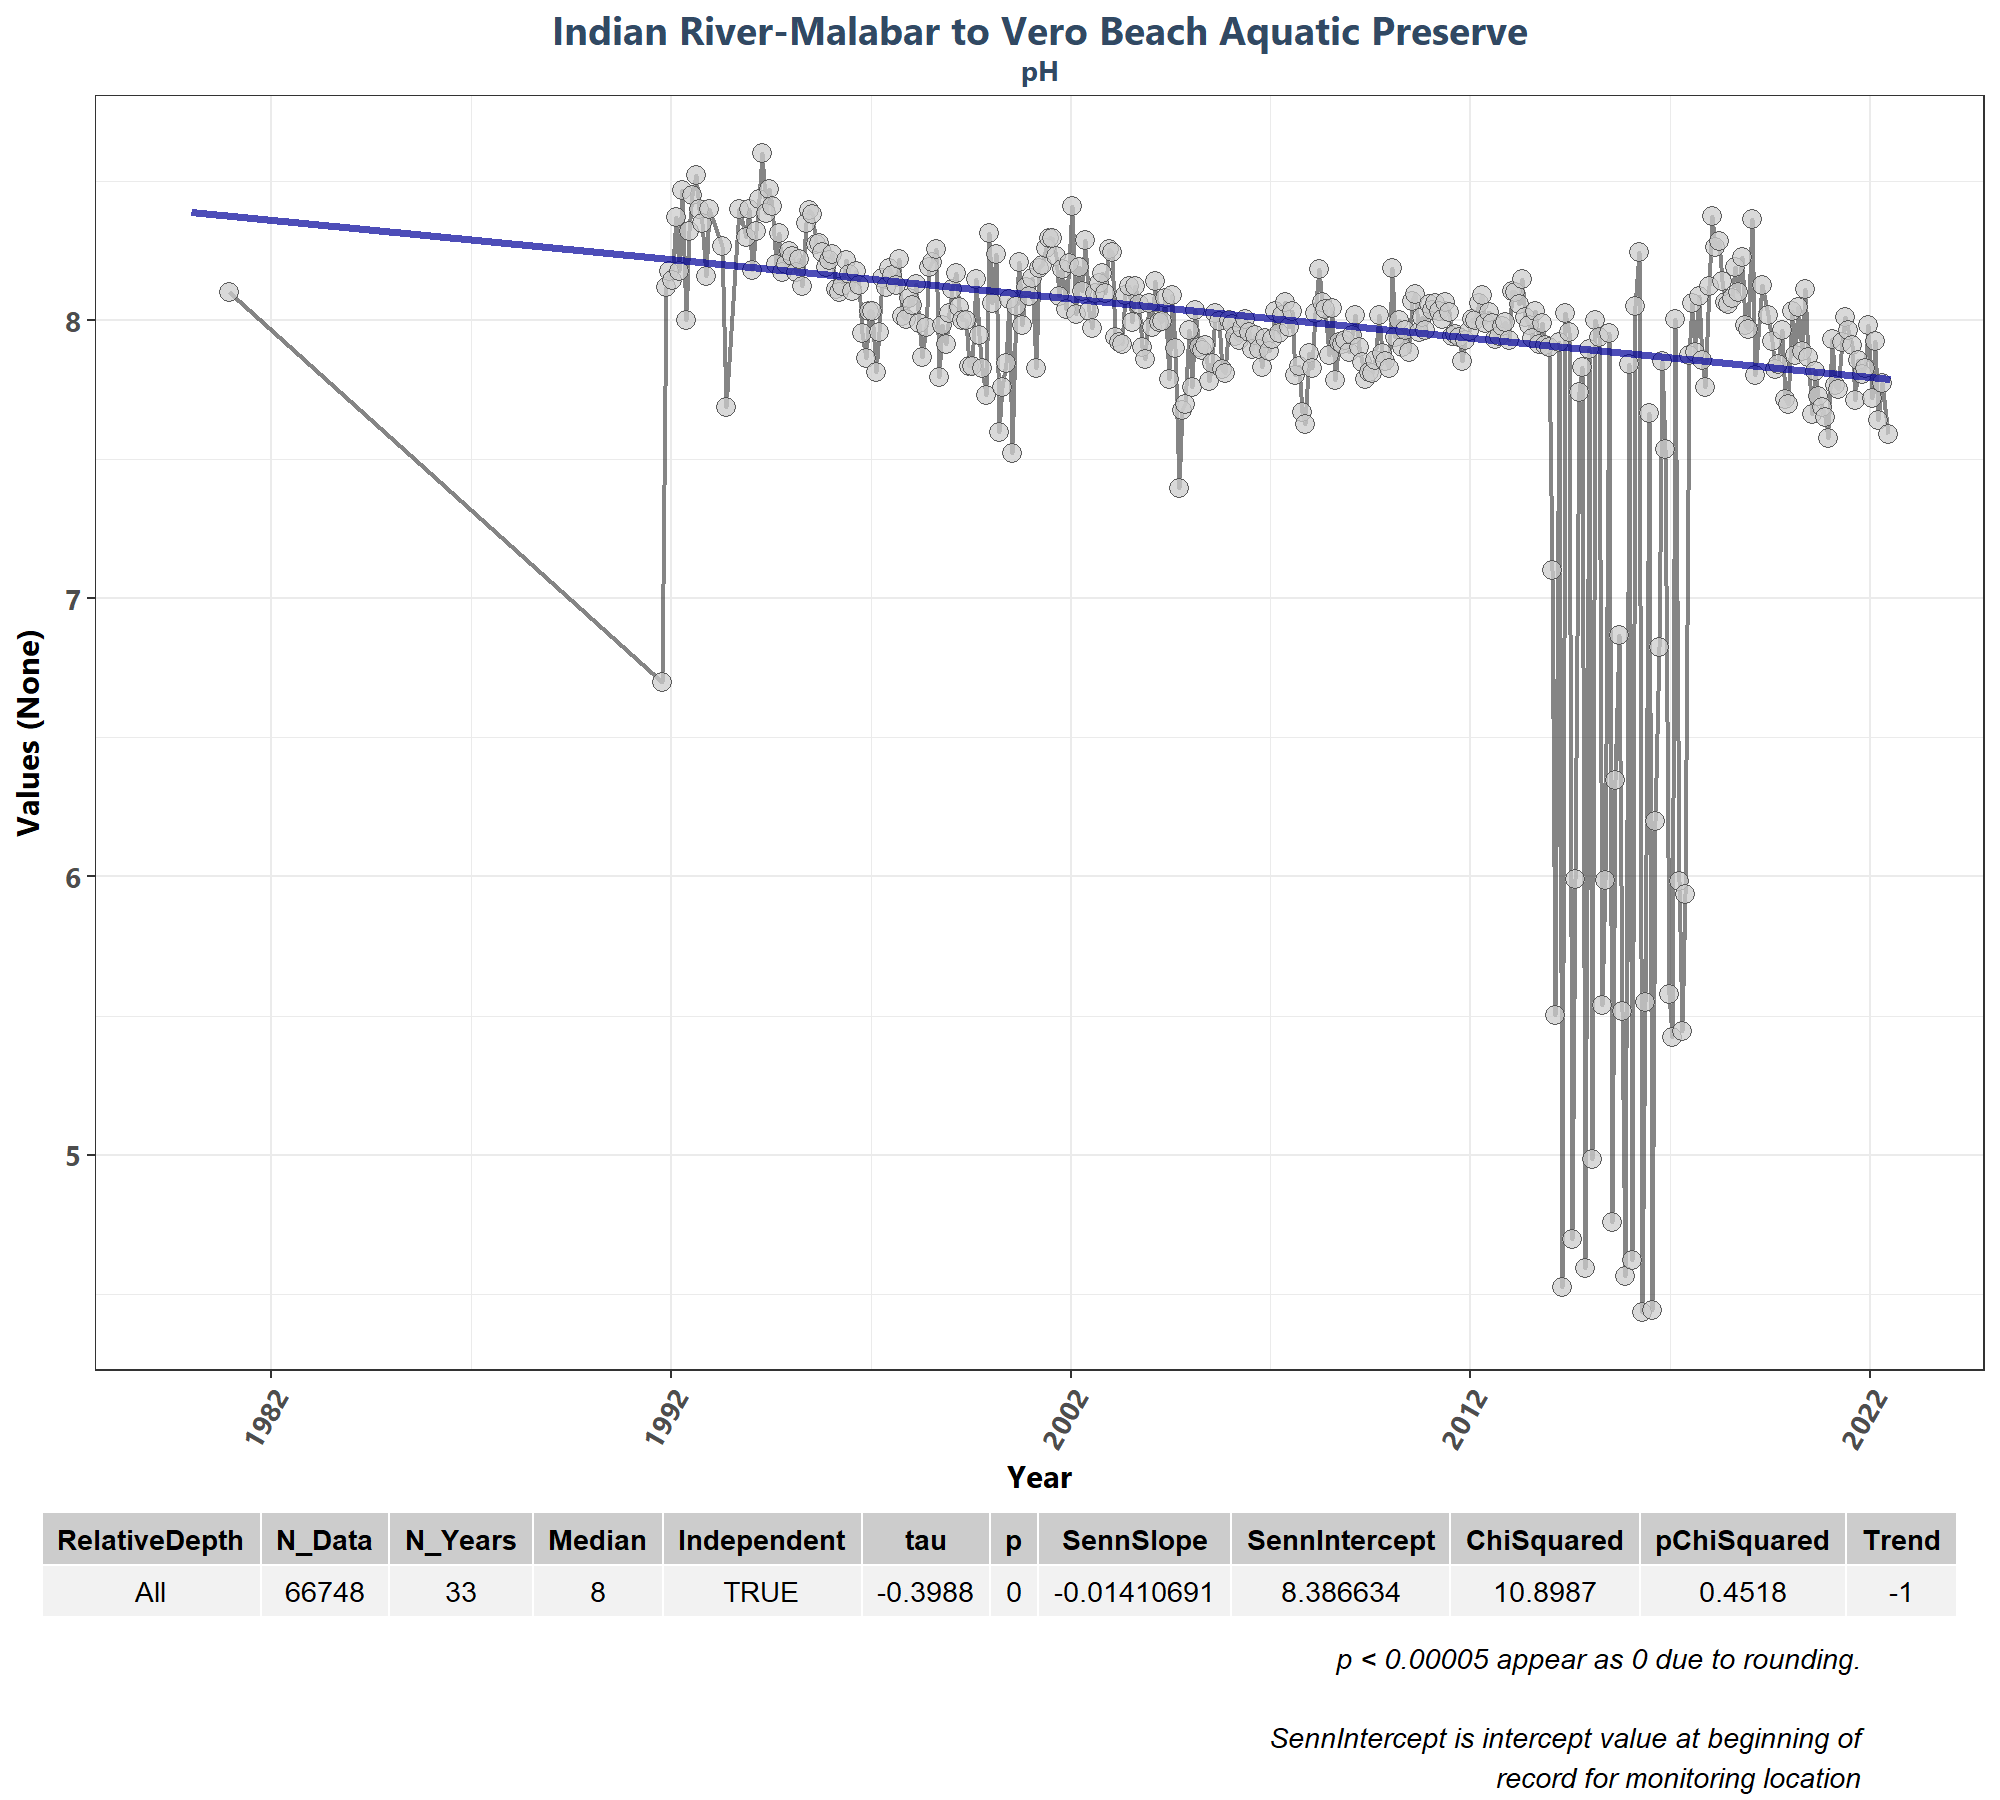 Indian River-Malabar to Vero Beach Aquatic Preserve
pH
Values (None)
8
7
6
5
1982
1992
2002
2012
2022
Year
RelativeDepth N_Data N_Years Median Independent tau p SennSlope SennIntercept ChiSquared pChiSquared Trend
All 66748 33 8 TRUE -0.3988 0 -0.01410691 8.386634 10.8987 0.4518 -1
p < 0.00005 appear as 0 due to rounding.
SennIntercept is intercept value at beginning of
record for monitoring location